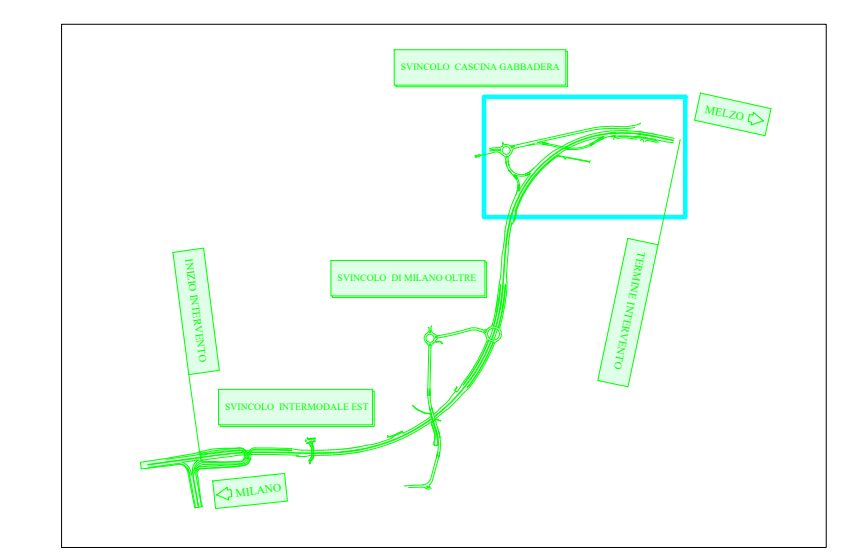 SVINCOLO CASCINA GABBADERA
MELZO
INIZIO INTERVENTO
SVINCOLO DI MILANO OLTRE
TERMINE INTERVENTO
SVINCOLO INTERMODALE EST
MILANO